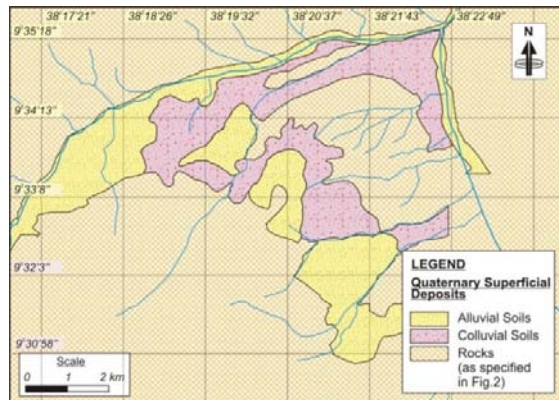 38°17'21" 38°18'26" 38°19'32" 38°20'37" 38°21'43" 38°22'49"
9°35'18"
N
9°34'13"
9°33'8"
9°32'3"
9°30'58"
LEGEND
Quaternary Superficial
Deposits
Alluvial Soils
Colluvial Soils
Rocks
(as specified
in Fig.2)
Scale
0 1 2 km